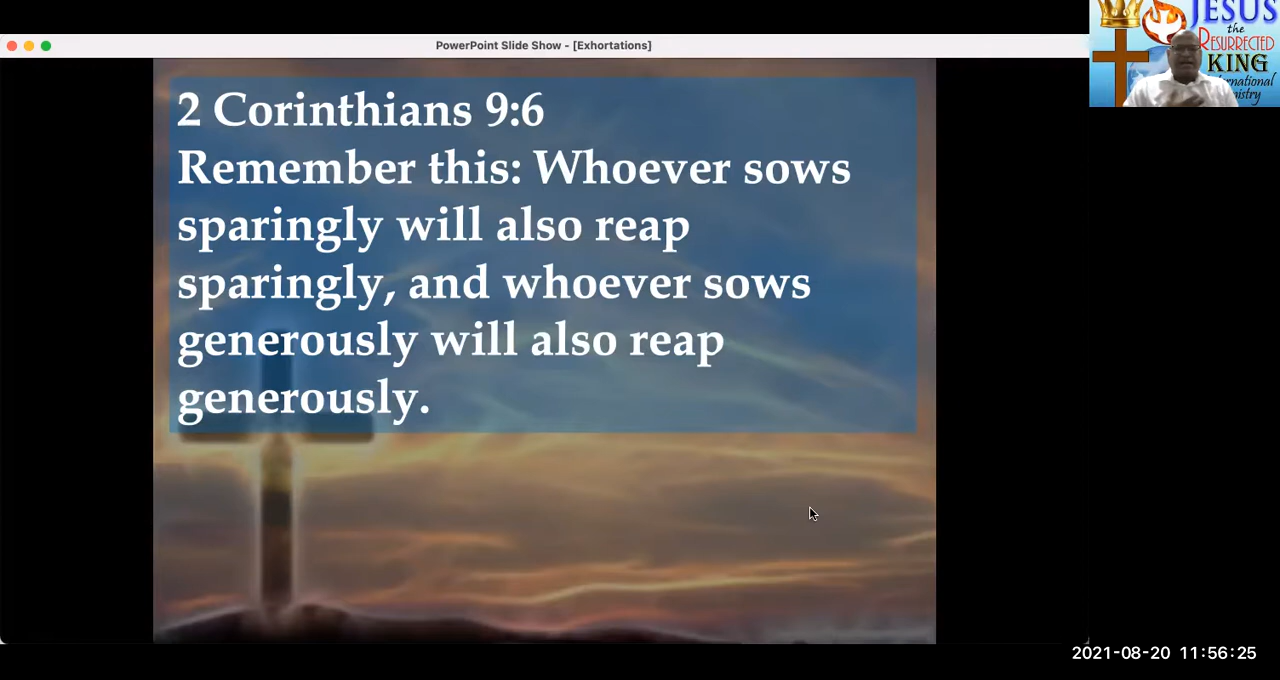 PowerPoint Slide Show - [Exhortations]
JESUS
the
RESURRECTED
KING
2 Corinthians 9:6
Remember this: Whoever sows
sparingly will also reap
sparingly, and whoever sows
generously will also reap
generously.
2021-08-20 11:56:25